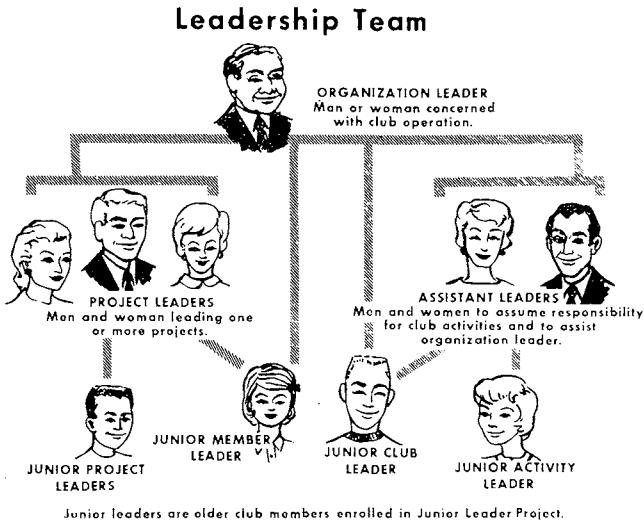 Leadership Team
ORGANIZATION LEADER
Man or woman concerned
with club operation.
PROJECT LEADERS
Men and woman leading one
or more projects.
ASSISTANT LEADERS
Men and women to assume responsibility
for club activities and to assist
organization leader.
JUNIOR PROJECT
LEADERS
JUNIOR MEMBER
LEADER
JUNIOR CLUB
LEADER
JUNIOR ACTIVITY
LEADER
Junior leaders are older club members enrolled in Junior Leader Project.